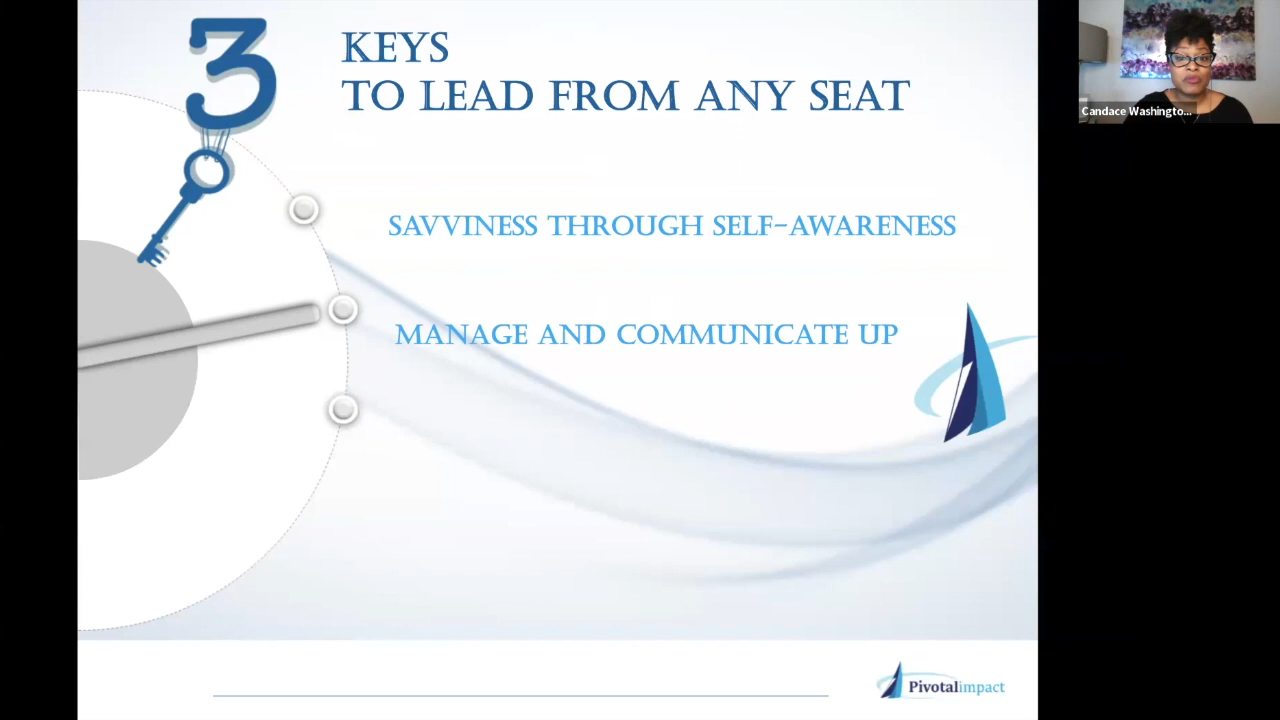 3
KEYS
TO LEAD FROM ANY SEAT
SAVVINESS THROUGH SELF-AWARENESS
MANAGE AND COMMUNICATE UP
Candace Washingto...
Pivotalimpact